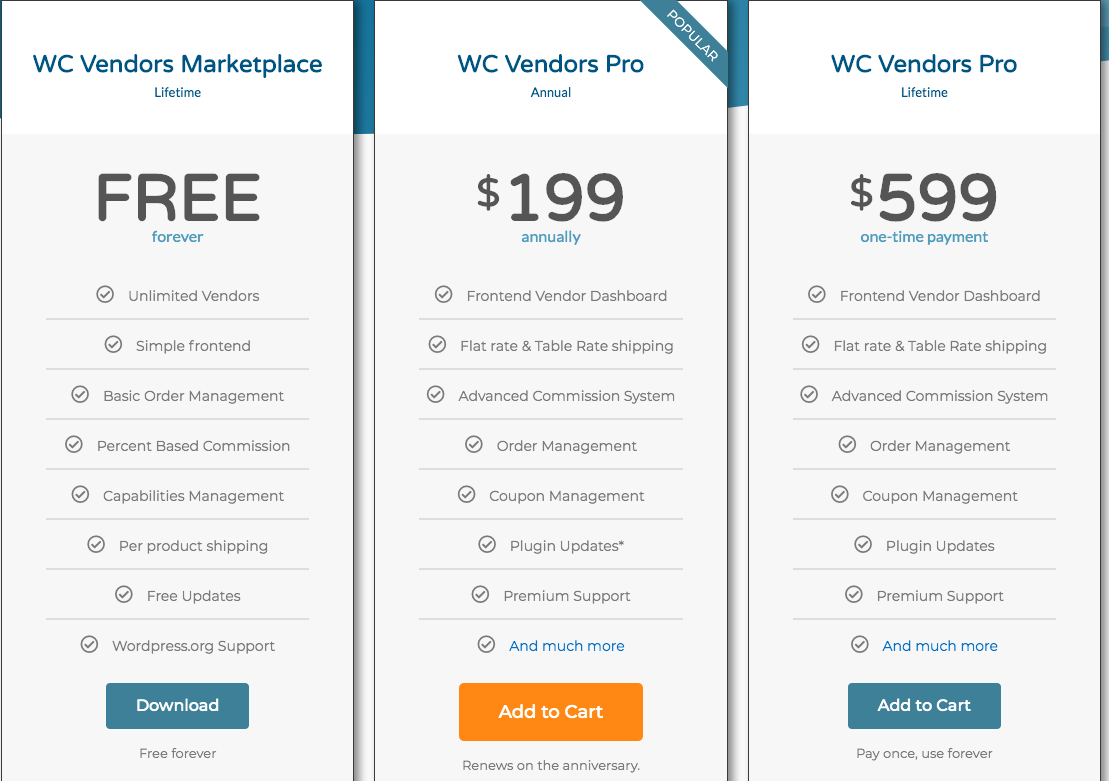 WC Vendors Marketplace
Lifetime
FREE
forever
Unlimited Vendors
Simple frontend
Basic Order Management
Percent Based Commission
Capabilities Management
Per product shipping
Free Updates
Wordpress.org Support
Download
Free forever
POPULAR
WC Vendors Pro
Annual
$199
annually
Frontend Vendor Dashboard
Flat rate & Table Rate shipping
Advanced Commission System
Order Management
Coupon Management
Plugin Updates*
Premium Support
And much more
Add to Cart
Renews on the anniversary.
WC Vendors Pro
Lifetime
$599
one-time payment
Frontend Vendor Dashboard
Flat rate & Table Rate shipping
Advanced Commission System
Order Management
Coupon Management
Plugin Updates
Premium Support
And much more
Add to Cart
Pay once, use forever